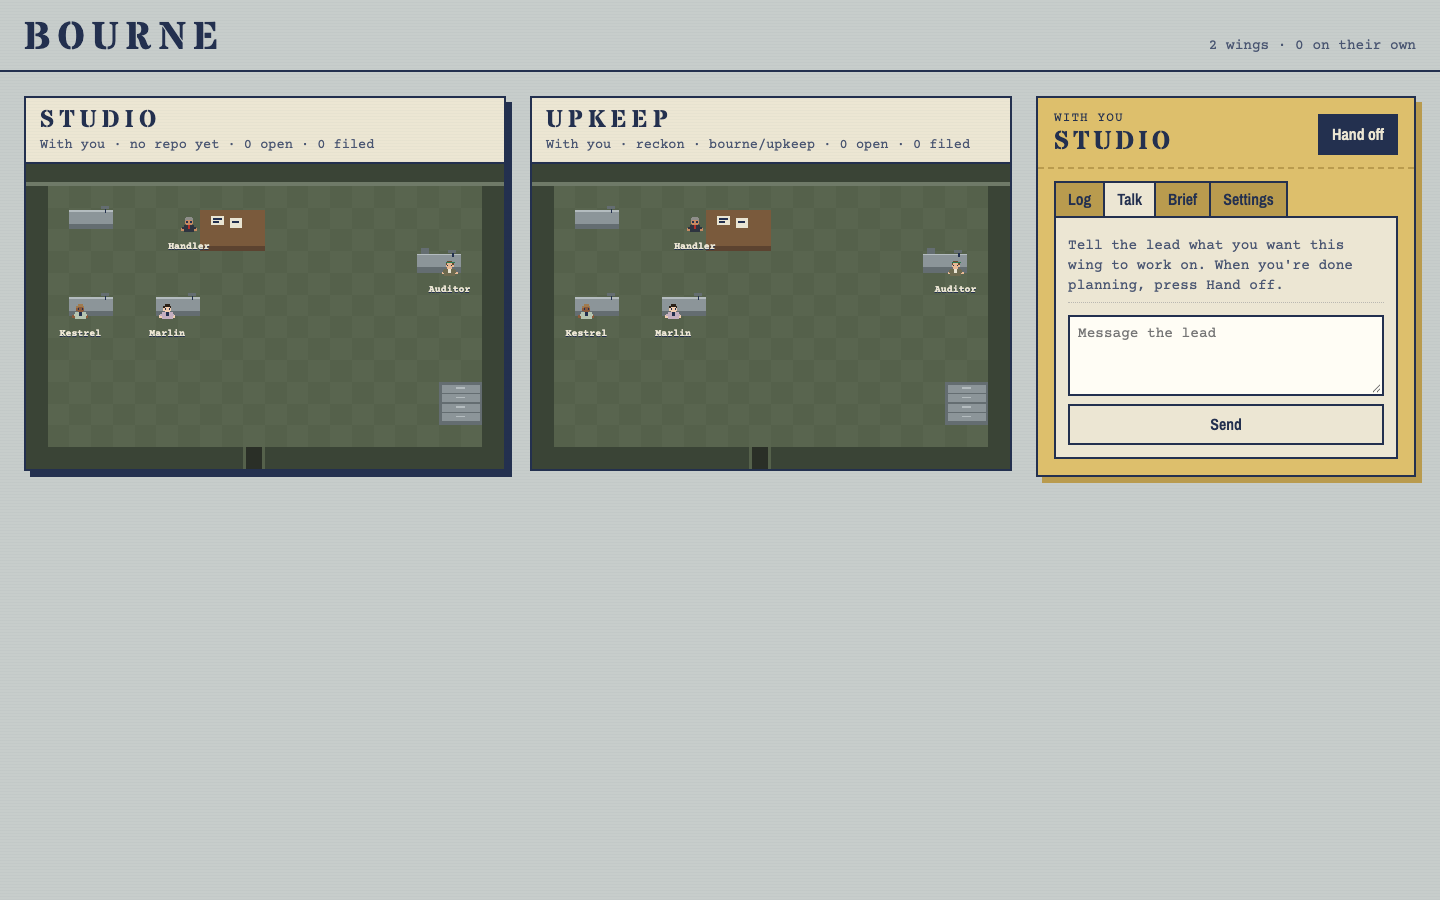 BOURNE
2 wings · 0 on their own
STUDIO
With you · no repo yet · 0 open · 0 filed
Handler
Auditor
Kestrel
Marlin
UPKEEP
With you · reckon · bourne/upkeep · 0 open · 0 filed
Handler
Auditor
Kestrel
Marlin
WITH YOU
STUDIO
Hand off
Log
Talk
Brief
Settings
Tell the lead what you want this
wing to work on. When you're done
planning, press Hand off.
Message the lead
Send